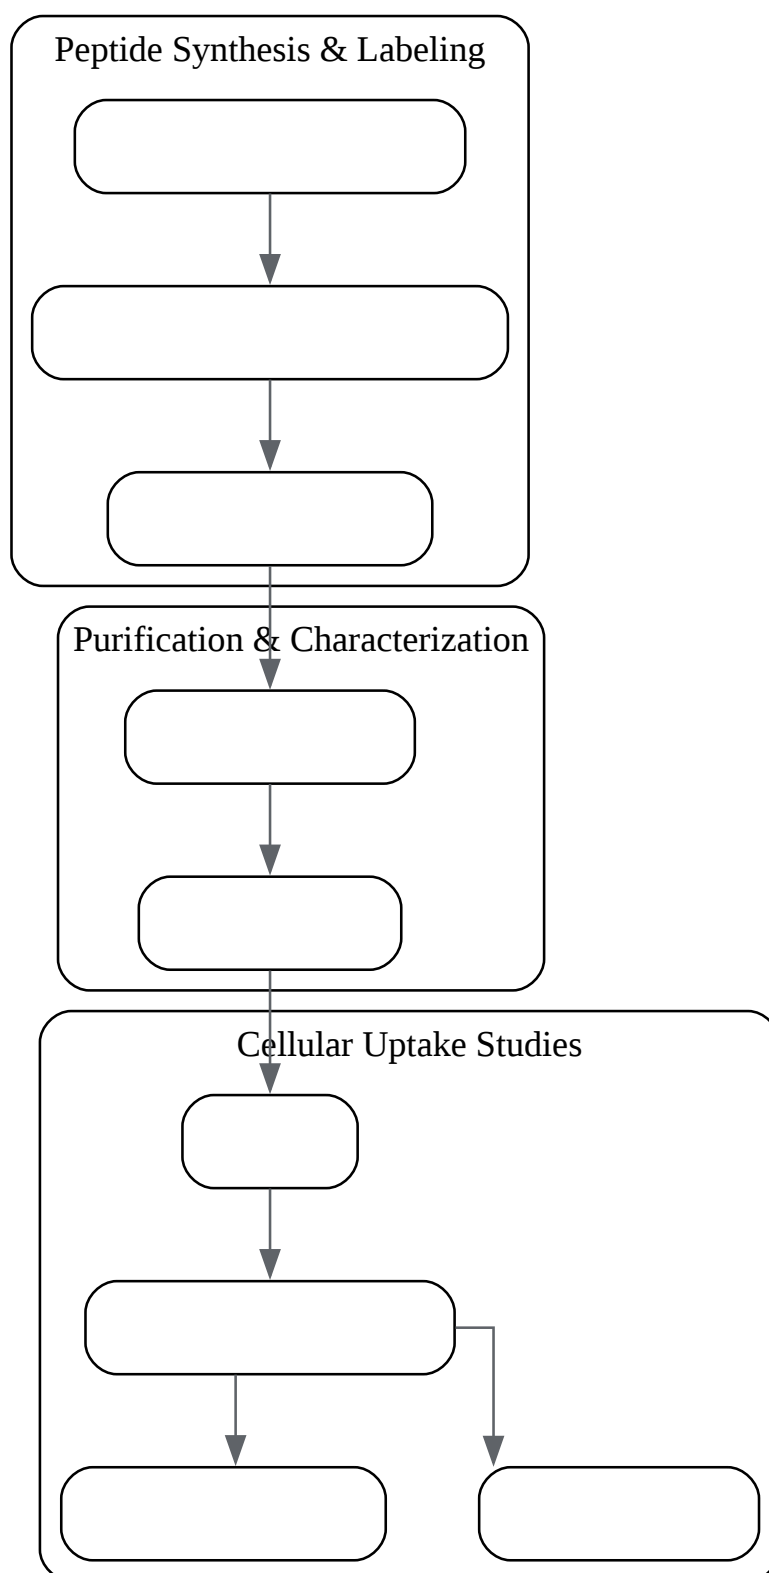 Peptide Synthesis & Labeling
Purification & Characterization
Cellular Uptake Studies